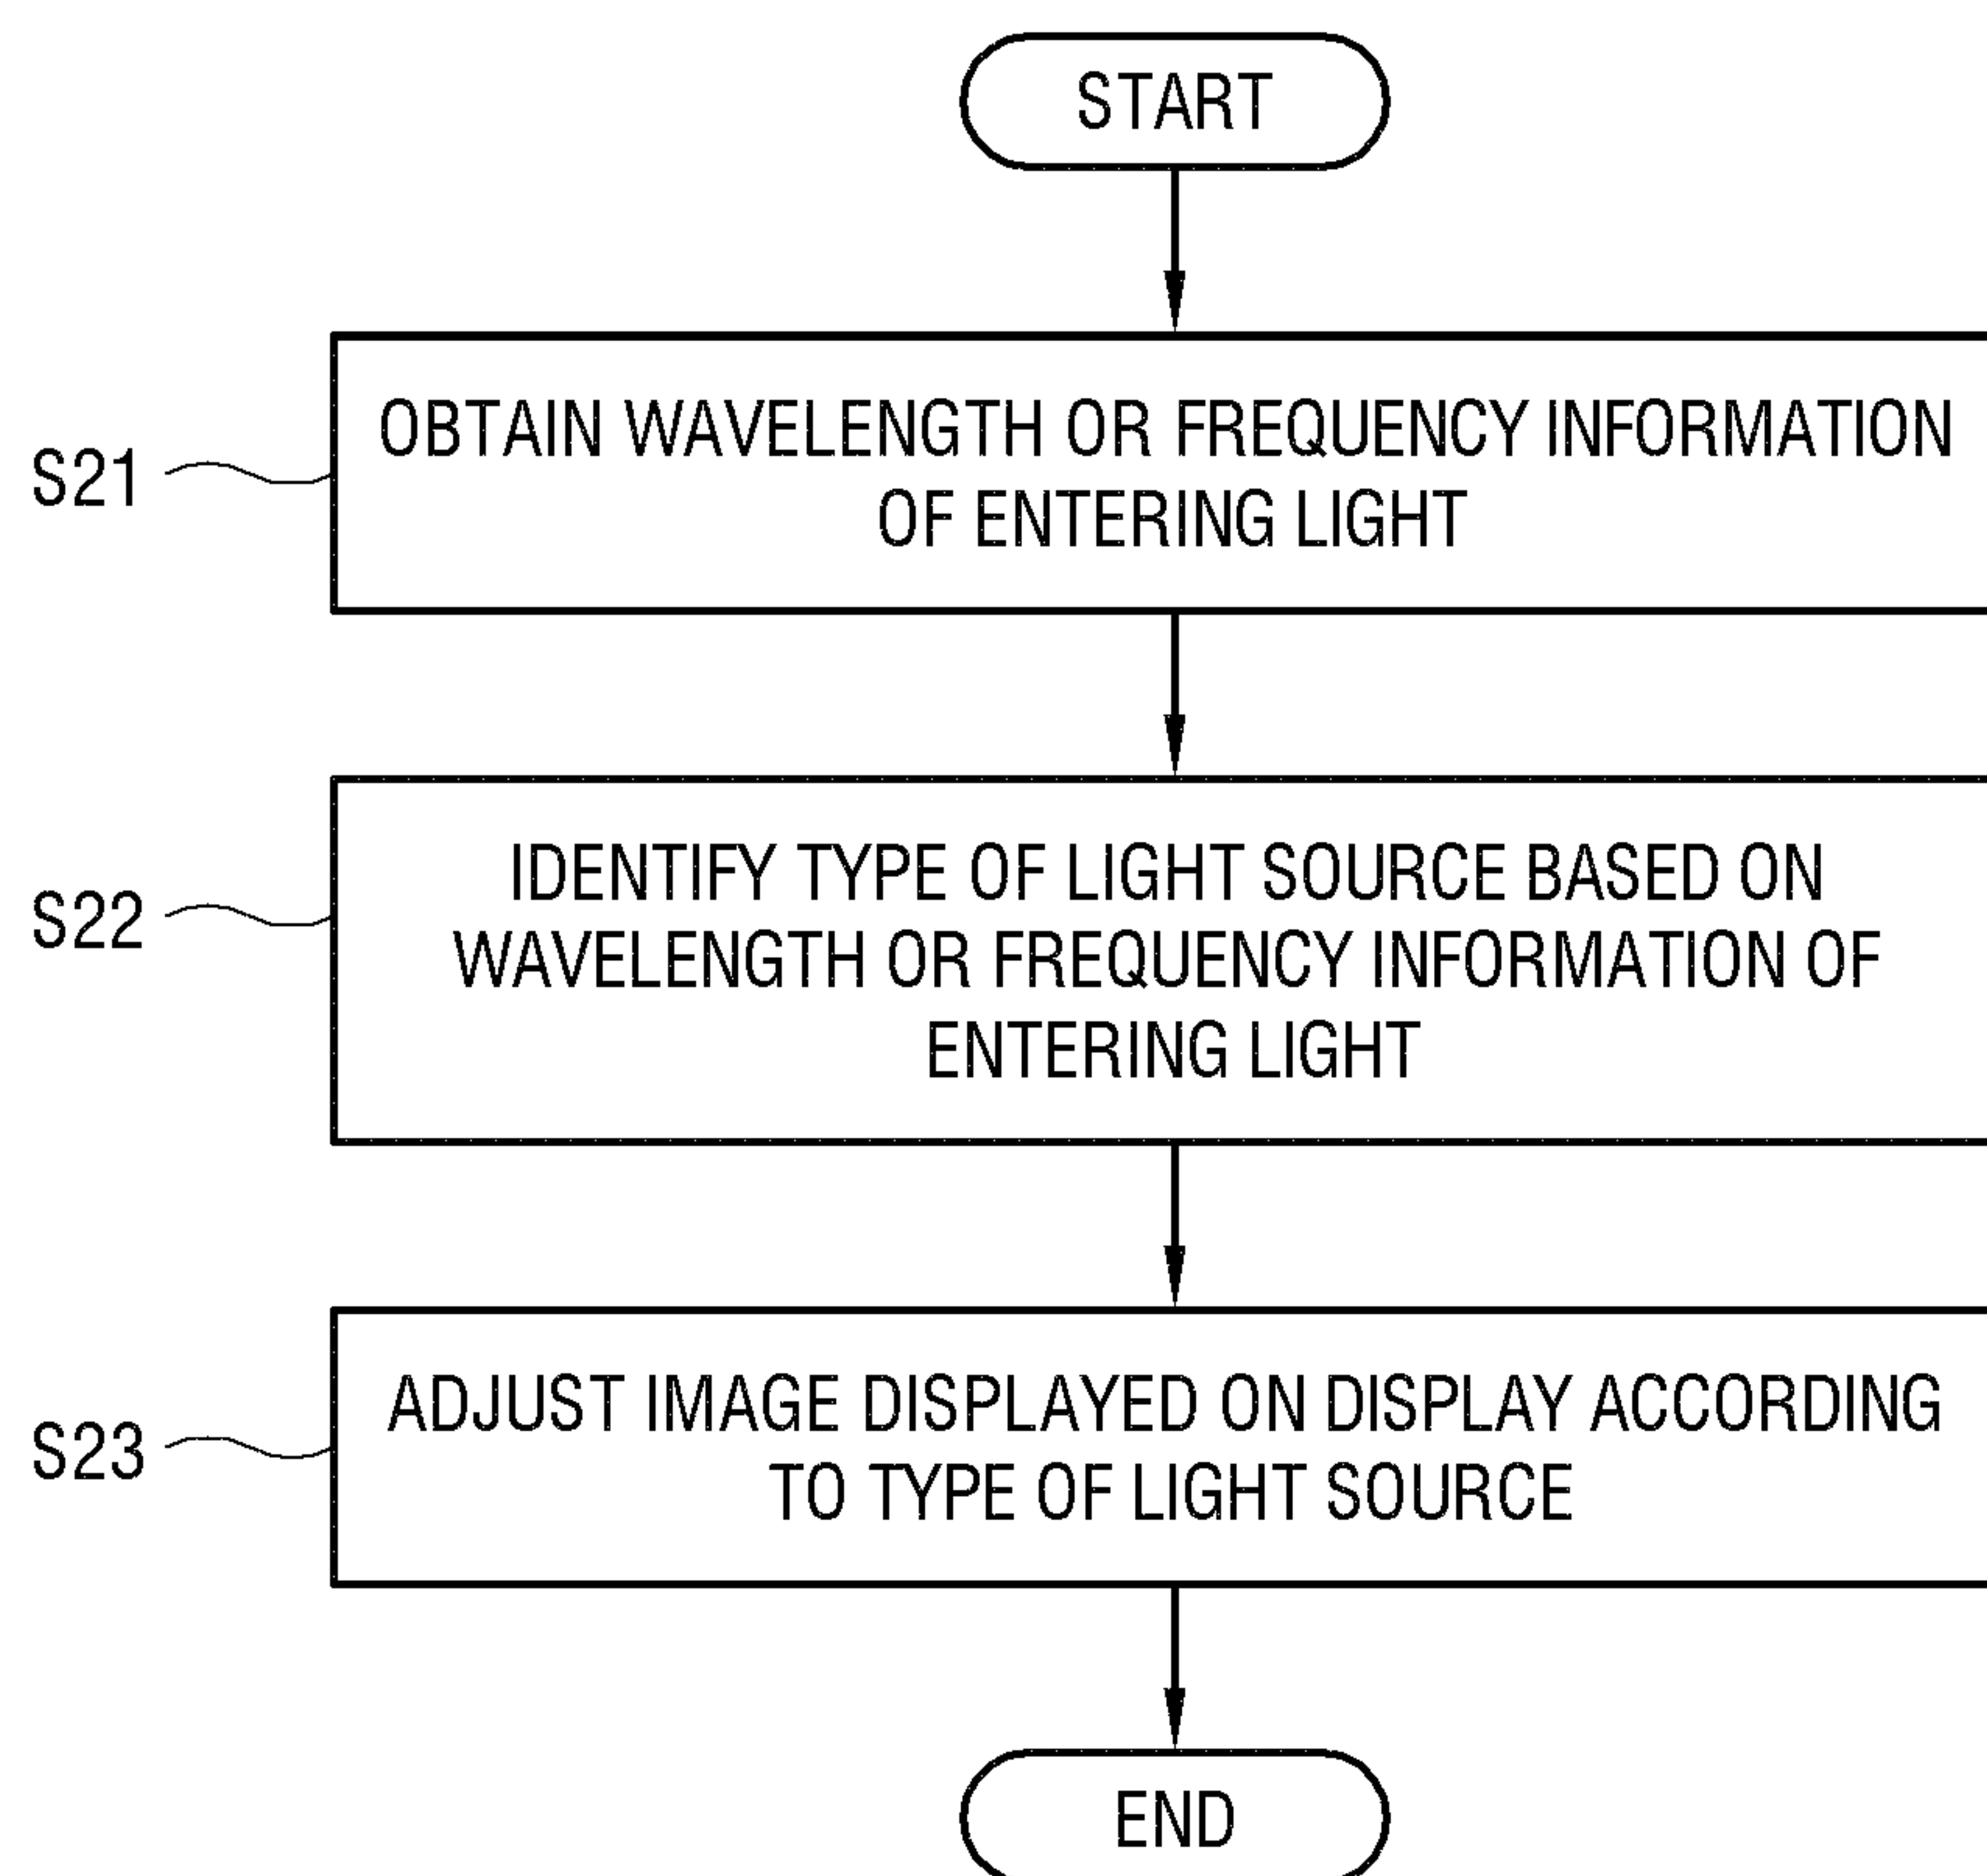 START
S21
OBTAIN WAVELENGTH OR FREQUENCY INFORMATION
OF ENTERING LIGHT
S22
IDENTIFY TYPE OF LIGHT SOURCE BASED ON
WAVELENGTH OR FREQUENCY INFORMATION OF
ENTERING LIGHT
S23
ADJUST IMAGE DISPLAYED ON DISPLAY ACCORDING
TO TYPE OF LIGHT SOURCE
END